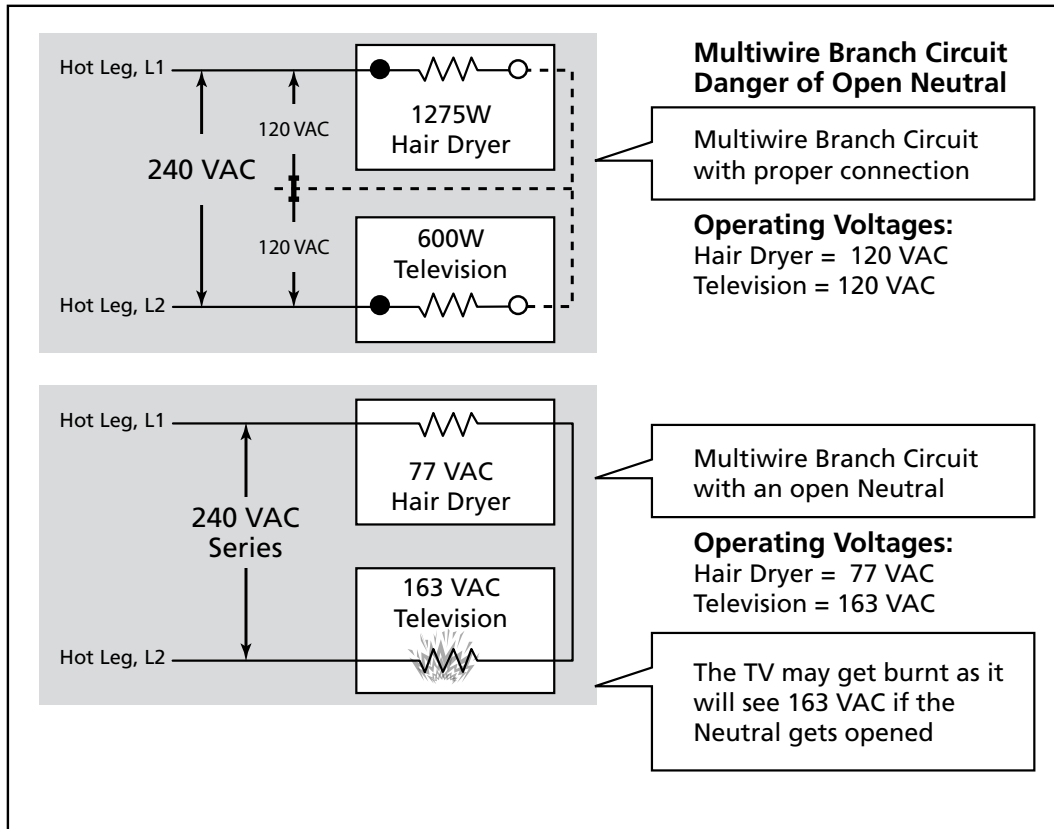 Multiwire Branch Circuit
Danger of Open Neutral
Hot Leg, L1
120 VAC
240 VAC
120 VAC
Hot Leg, L2
1275W
Hair Dryer
600W
Television
Multiwire Branch Circuit
with proper connection
Operating Voltages:
Hair Dryer = 120 VAC
Television = 120 VAC
Hot Leg, L1
240 VAC
Series
Hot Leg, L2
77 VAC
Hair Dryer
163 VAC
Television
Multiwire Branch Circuit
with an open Neutral
Operating Voltages:
Hair Dryer = 77 VAC
Television = 163 VAC
The TV may get burnt as it
will see 163 VAC if the
Neutral gets opened